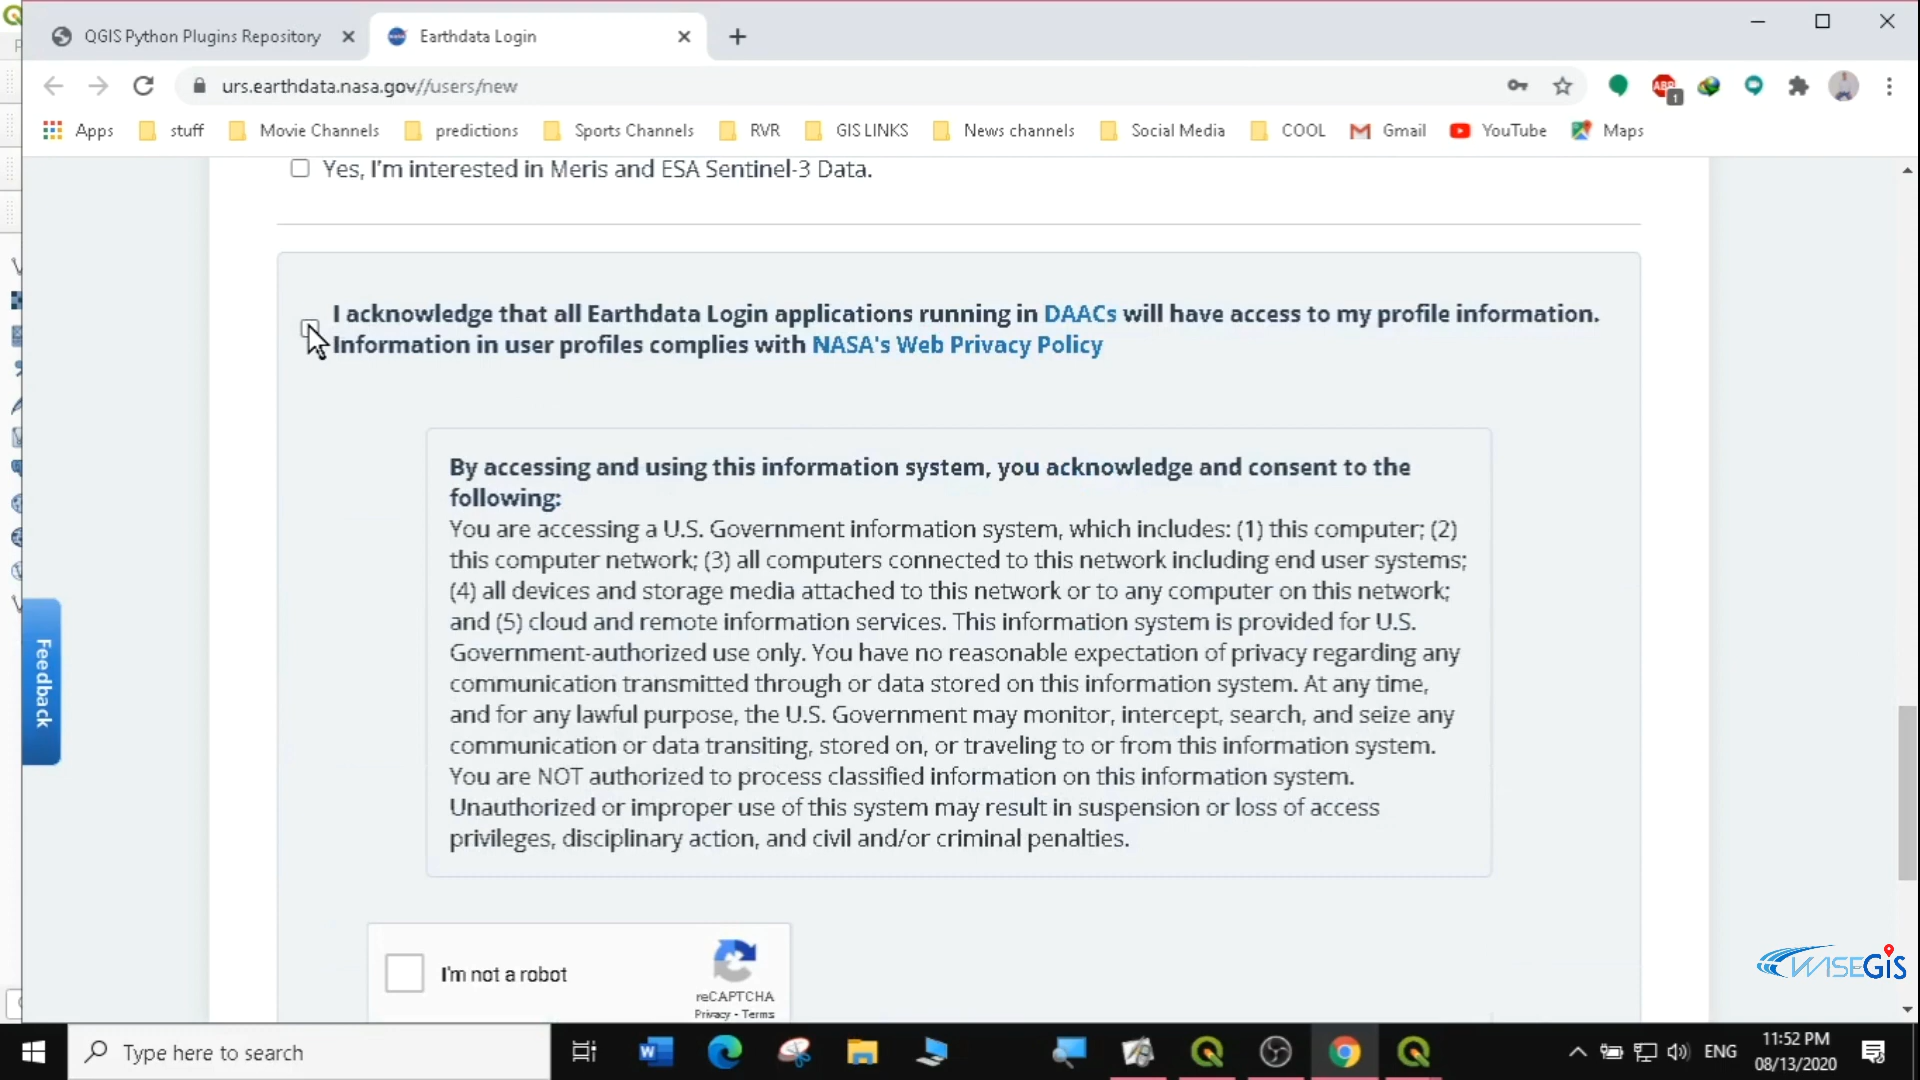 QGIS Python Plugins Repository
Earthdata Login
urs.earthdata.nasa.gov//users/new
ABP
1
Apps
stuff
Movie Channels
predictions
Sports Channels
RVR
GIS LINKS
News channels
Social Media
COOL
Gmail
YouTube
Maps
Yes, I'm interested in Meris and ESA Sentinel-3 Data.
I acknowledge that all Earthdata Login applications running in DAACs will have access to my profile information.
Information in user profiles complies with NASA's Web Privacy Policy
By accessing and using this information system, you acknowledge and consent to the
following:
You are accessing a U.S. Government information system, which includes: (1) this computer; (2)
this computer network; (3) all computers connected to this network including end user systems;
(4) all devices and storage media attached to this network or to any computer on this network;
and (5) cloud and remote information services. This information system is provided for U.S.
Government-authorized use only. You have no reasonable expectation of privacy regarding any
communication transmitted through or data stored on this information system. At any time,
and for any lawful purpose, the U.S. Government may monitor, intercept, search, and seize any
communication or data transiting, stored on, or traveling to or from this information system.
You are NOT authorized to process classified information on this information system.
Unauthorized or improper use of this system may result in suspension or loss of access
privileges, disciplinary action, and civil and/or criminal penalties.
Feedback
I'm not a robot
reCAPTCHA
Privacy - Terms
WISEGIS
Type here to search
ENG
11:52 PM
08/13/2020